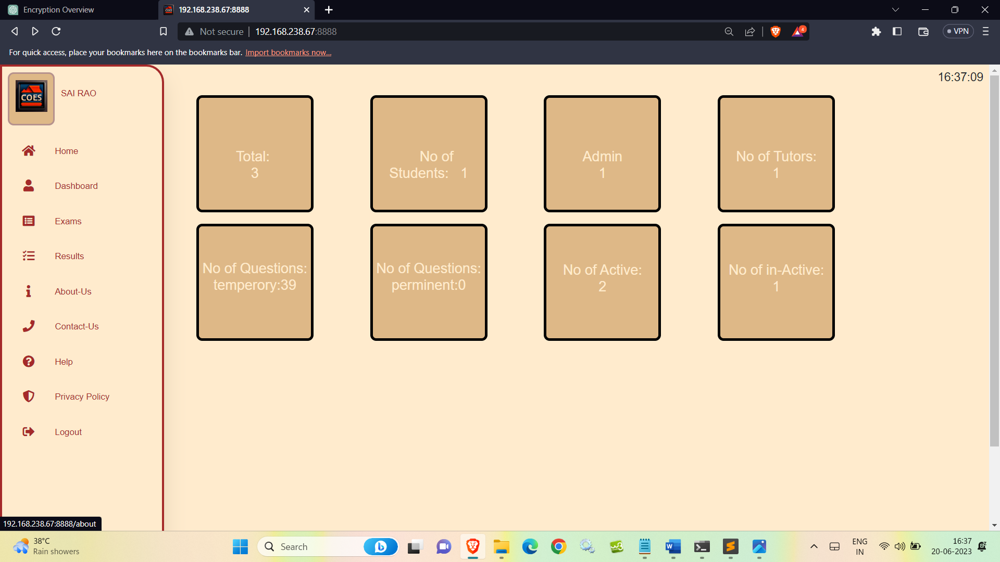 Encryption Overview
192.168.238.67:8888
Not secure
192.168.238.67:8888
4
VPN
For quick access, place your bookmarks here on the bookmarks bar. Import bookmarks now...
COES
SAI RAO
16:37:09
Home
Dashboard
Exams
Results
About-Us
Contact-Us
Help
Privacy Policy
Logout
Total:
3
No of
Students: 1
Admin
1
No of Tutors:
1
No of Questions:
temperory:39
No of Questions:
perminent:0
No of Active:
2
No of in-Active:
1
192.168.238.67:8888/about
38°C
Rain showers
Search
ENG
IN
16:37
20-06-2023